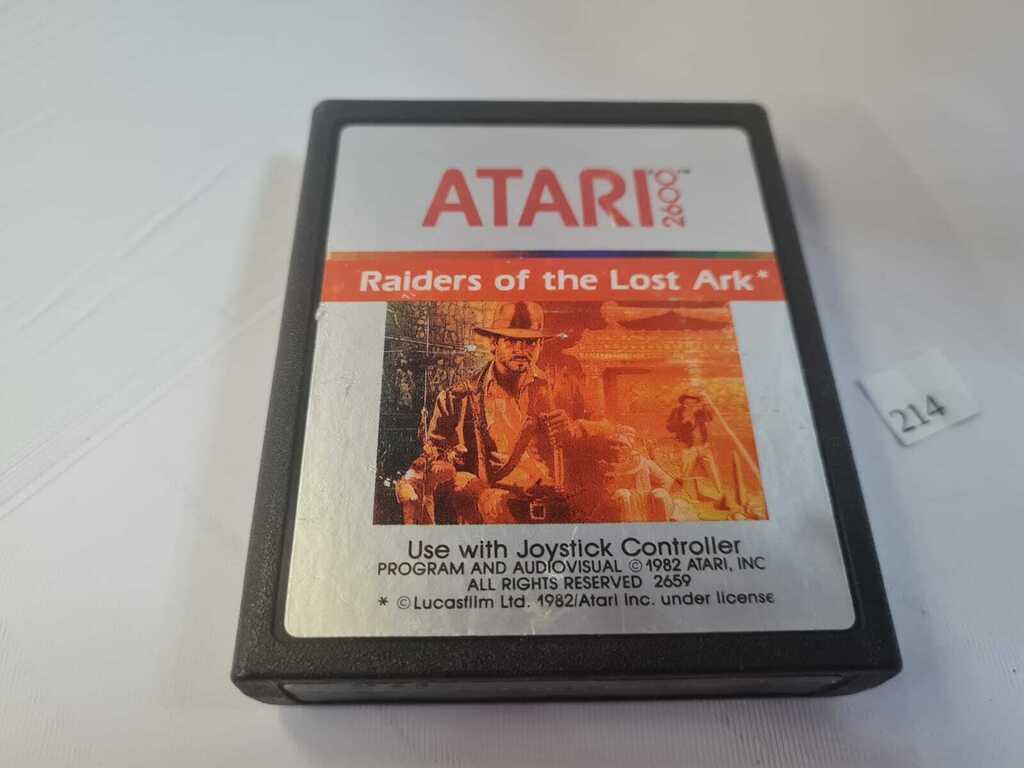 ATARI 2600™
Raiders of the Lost Ark*
Use with Joystick Controller
PROGRAM AND AUDIOVISUAL © 1982 ATARI, INC
ALL RIGHTS RESERVED 2659
* © Lucasfilm Ltd. 1982/Atari Inc. under license
214